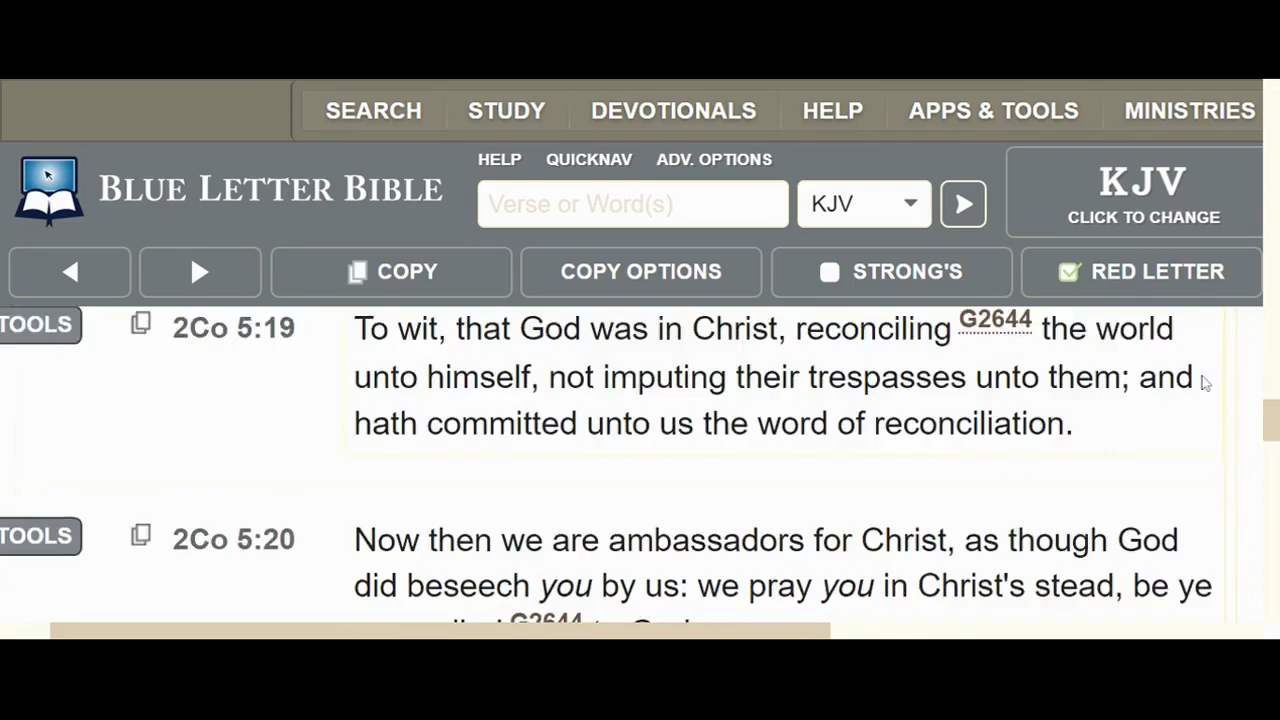 SEARCH STUDY DEVOTIONALS HELP APPS & TOOLS MINISTRIES
HELP QUICKNAV ADV. OPTIONS
BLUE LETTER BIBLE
Verse or Word(s) KJV
KJV
CLICK TO CHANGE
COPY COPY OPTIONS STRONG'S RED LETTER
TOOLS 2Co 5:19 To wit, that God was in Christ, reconciling G2644 the world
unto himself, not imputing their trespasses unto them; and
hath committed unto us the word of reconciliation.
TOOLS 2Co 5:20 Now then we are ambassadors for Christ, as though God
did beseech you by us: we pray you in Christ's stead, be ye
G2644